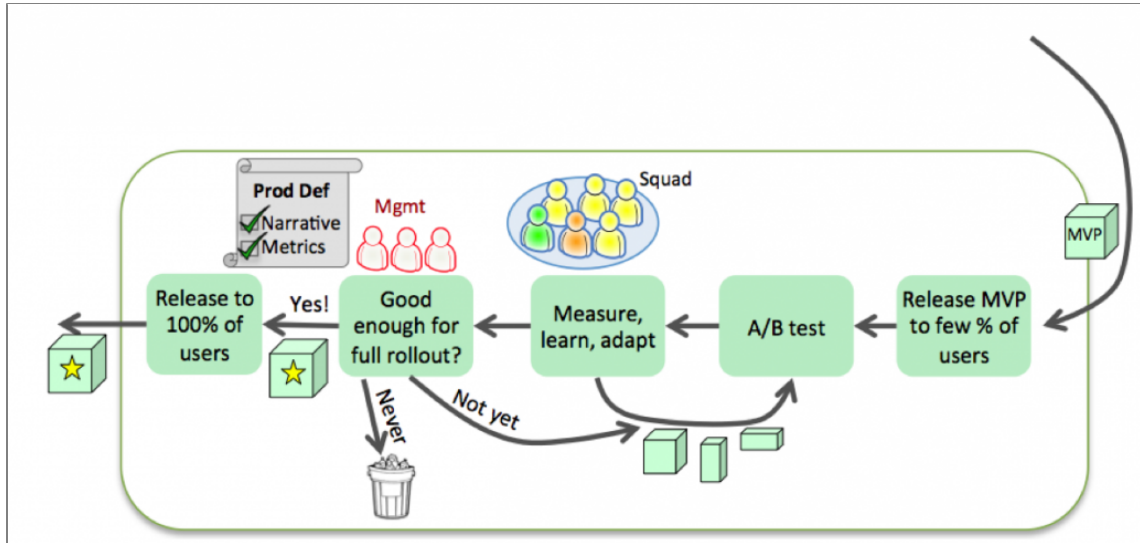 Prod Def
Narrative
Metrics
Mgmt
Squad
MVP
Release to
100% of
users
Yes!
Good
enough for
full rollout?
Measure,
learn, adapt
A/B test
Release MVP
to few % of
users
Never
Not yet